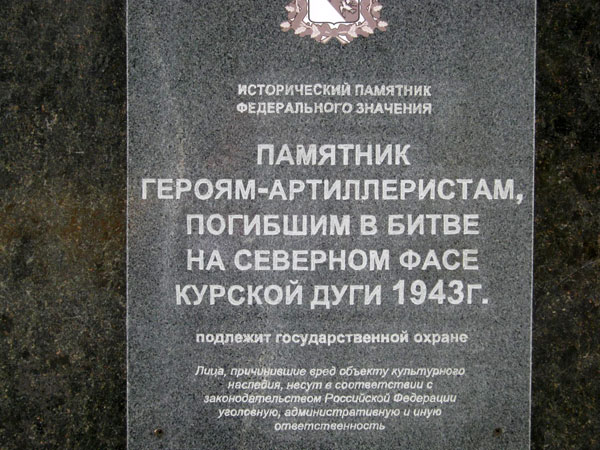 ИСТОРИЧЕСКИЙ ПАМЯТНИК
ФЕДЕРАЛЬНОГО ЗНАЧЕНИЯ
ПАМЯТНИК
ГЕРОЯМ-АРТИЛЛЕРИСТАМ,
ПОГИБШИМ В БИТВЕ
НА СЕВЕРНОМ ФАСЕ
КУРСКОЙ ДУГИ 1943г.
подлежит государственной охране
Лица, причинившие вред объекту культурного
наследия, несут в соответствии с
законодательством Российской Федерации
уголовную, административную и иную
ответственность